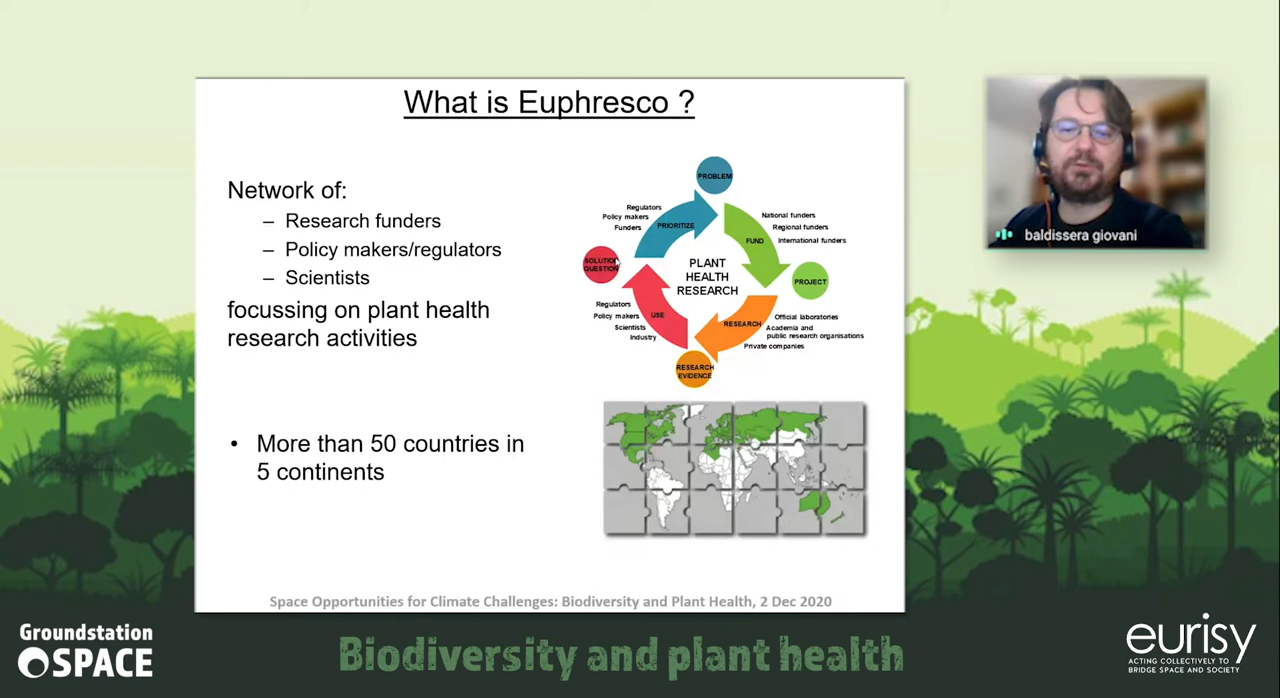 What is Euphresco ?
Network of:
– Research funders
– Policy makers/regulators
– Scientists
focussing on plant health
research activities
• More than 50 countries in
5 continents
PROBLEM
Regulators
Policy makers
Funders
PRIORITIZE
National funders
Regional funders
International funders
FUND
SOLUTION
QUESTION
PLANT
HEALTH
RESEARCH
PROJECT
Regulators
Policy makers
Scientists
Industry
USE
RESEARCH
Official laboratories
Academia and
public research organisations
Private companies
RESEARCH
EVIDENCE
Space Opportunities for Climate Challenges: Biodiversity and Plant Health, 2 Dec 2020
baldissera giovani
Groundstation
SPACE
Biodiversity and plant health
eurisy
ACTING COLLECTIVELY TO
BRIDGE SPACE AND SOCIETY